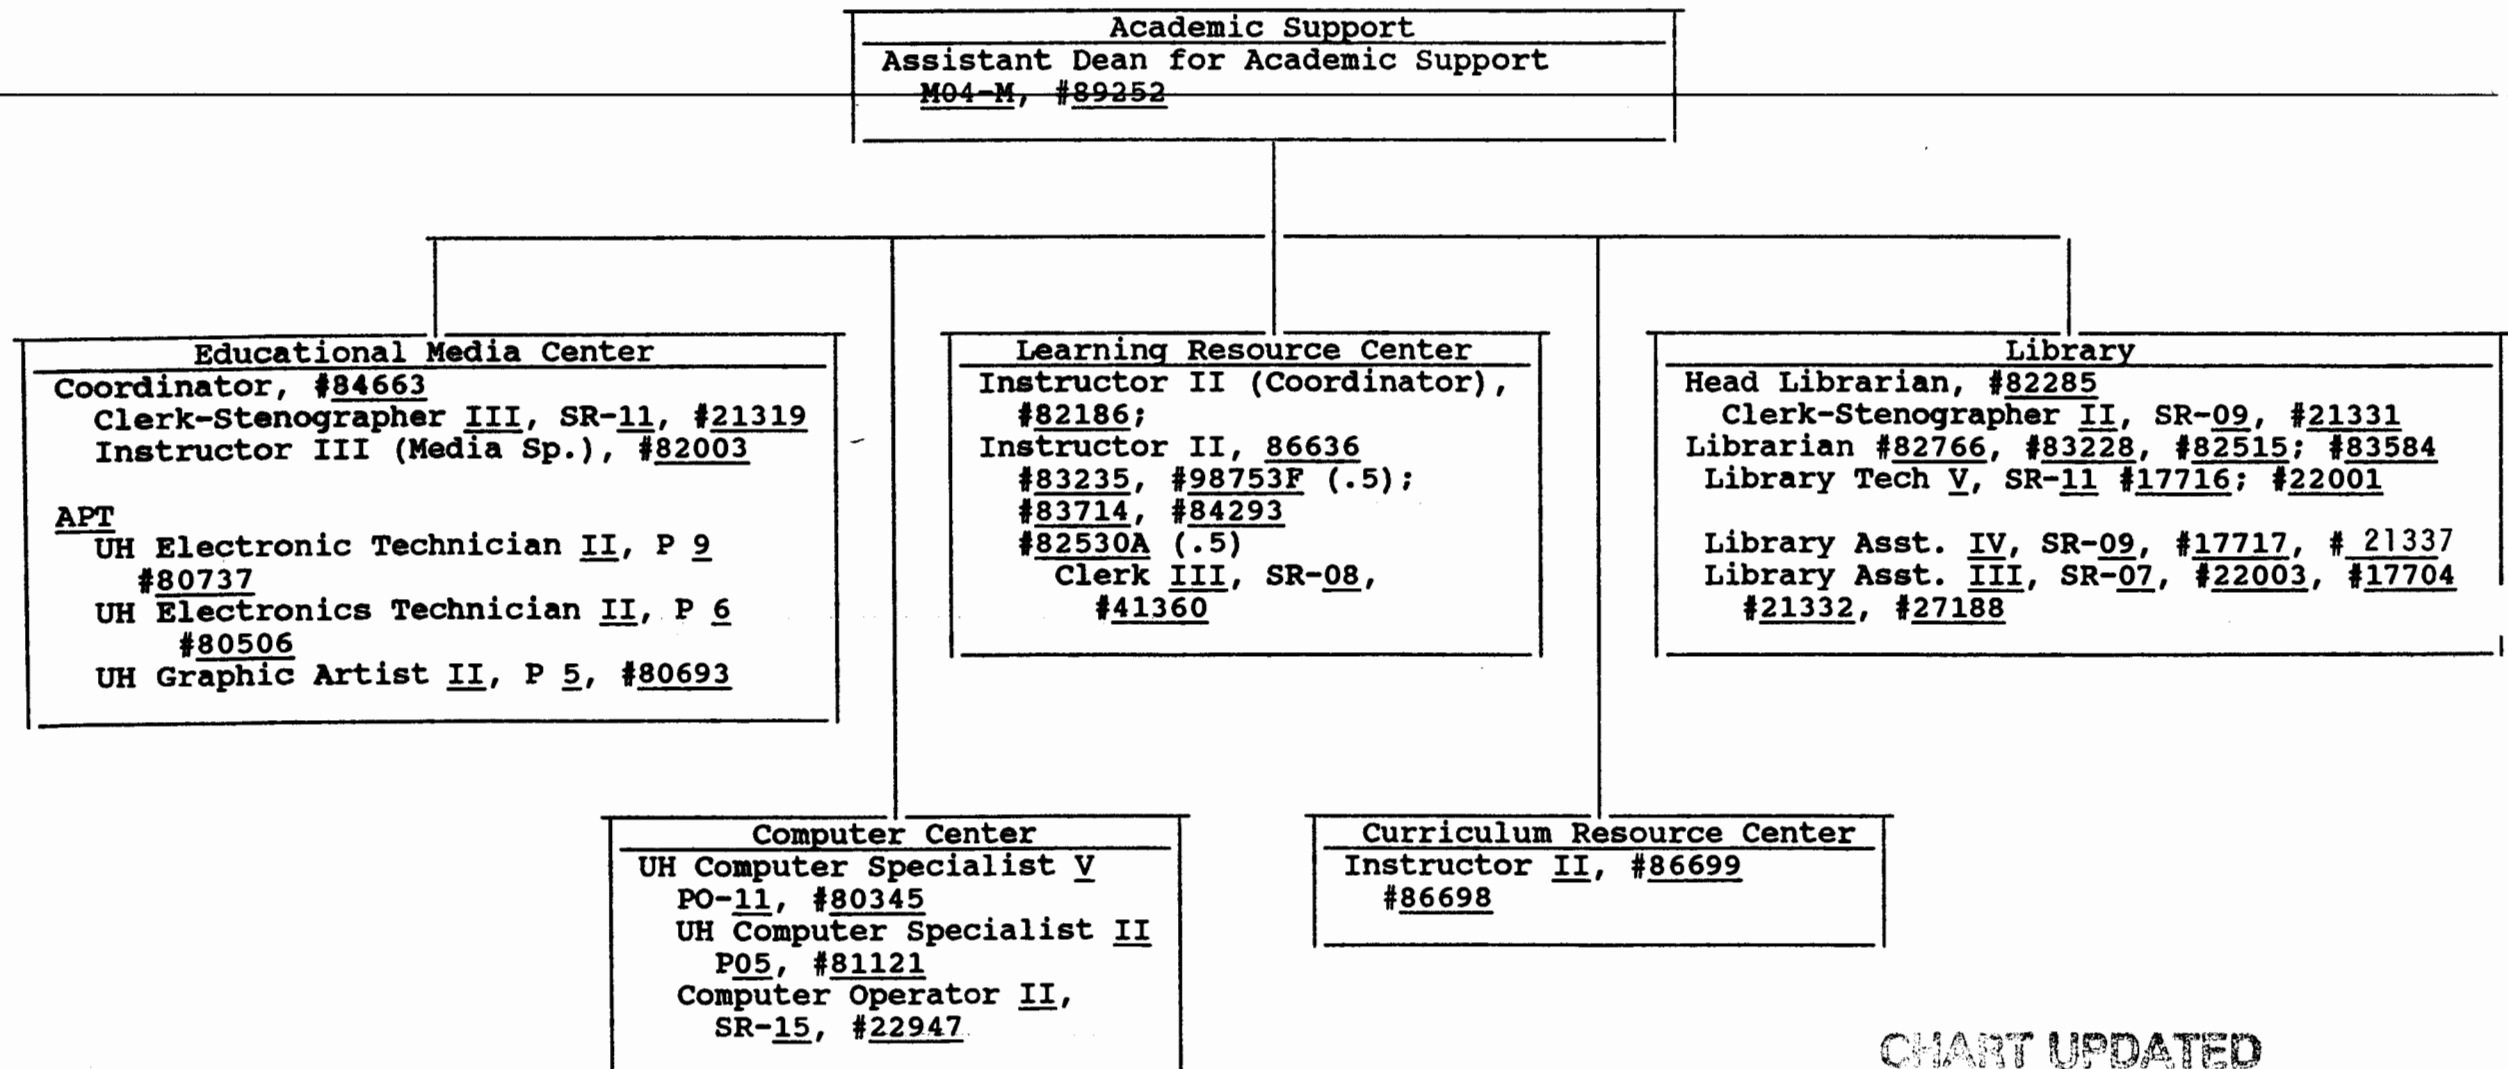 Academic Support
Assistant Dean for Academic Support
M04-M, #89252
Educational Media Center
Coordinator, #84663
Clerk-Stenographer III, SR-11, #21319
Instructor III (Media Sp.), #82003
APT
UH Electronic Technician II, P 9
#80737
UH Electronics Technician II, P 6
#80506
UH Graphic Artist II, P 5, #80693
Learning Resource Center
Instructor II (Coordinator),
#82186;
Instructor II, 86636
#83235, #98753F (.5);
#83714, #84293
#82530A (.5)
Clerk III, SR-08,
#41360
Library
Head Librarian, #82285
Clerk-Stenographer II, SR-09, #21331
Librarian #82766, #83228, #82515; #83584
Library Tech V, SR-11 #17716; #22001
Library Asst. IV, SR-09, #17717, # 21337
Library Asst. III, SR-07, #22003, #17704
#21332, #27188
Computer Center
UH Computer Specialist V
PO-11, #80345
UH Computer Specialist II
P05, #81121
Computer Operator II,
SR-15, #22947
Curriculum Resource Center
Instructor II, #86699
#86698
CHART UPDATED